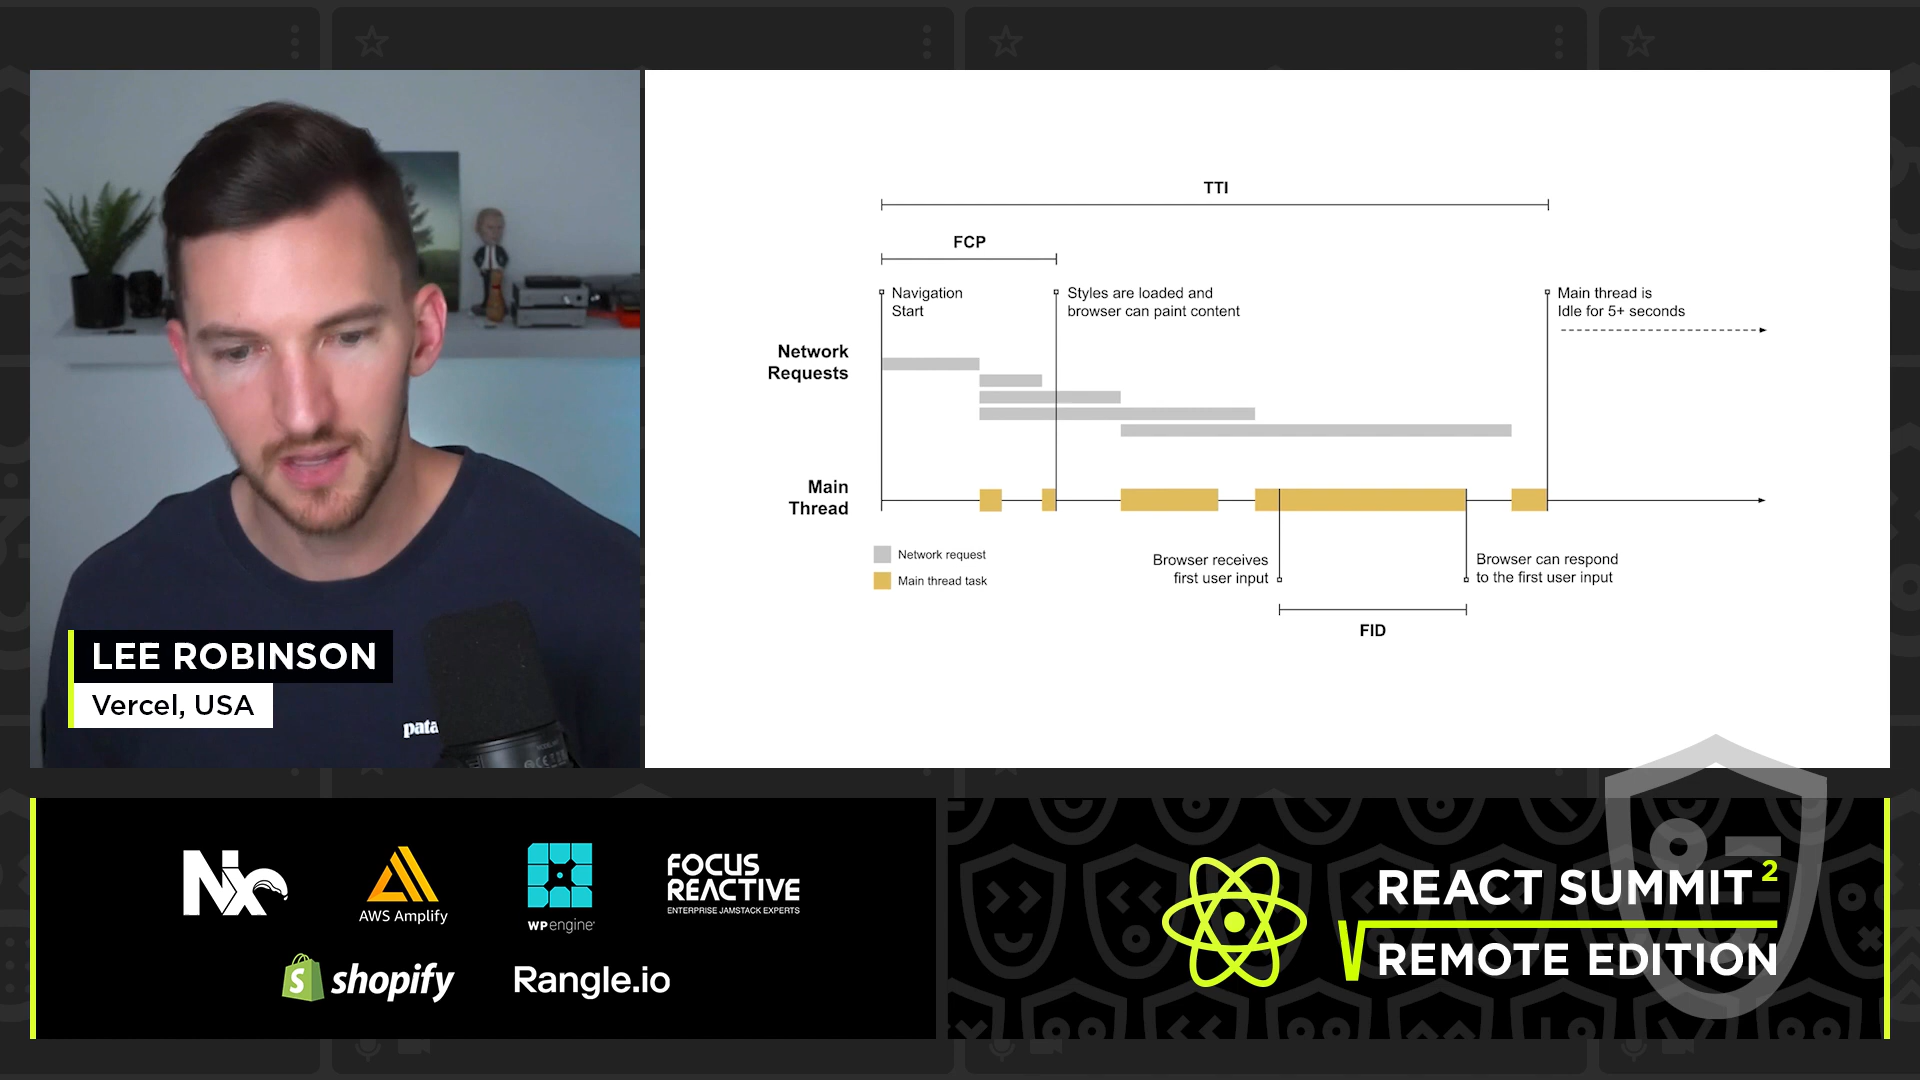 TTI
FCP
Navigation
Start
Styles are loaded and
browser can paint content
Main thread is
Idle for 5+ seconds
Network
Requests
Main
Thread
Network request
Main thread task
Browser receives
first user input
Browser can respond
to the first user input
FID
LEE ROBINSON
Vercel, USA
pata
Nx
AWS Amplify
WP engine
FOCUS
REACTIVE
ENTERPRISE JAMSTACK EXPERTS
S shopify
Rangle.io
REACT SUMMIT 2
√REMOTE EDITION